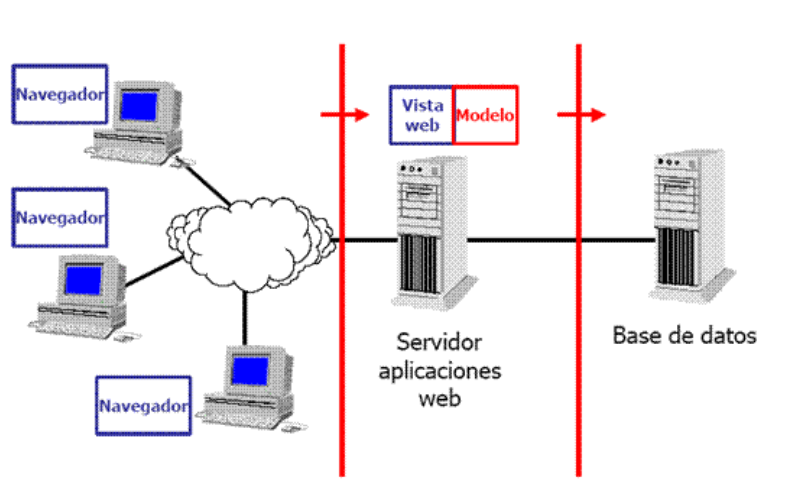 Navegador
Vista
web
Modelo
Navegador
Navegador
Servidor
aplicaciones
web
Base de datos